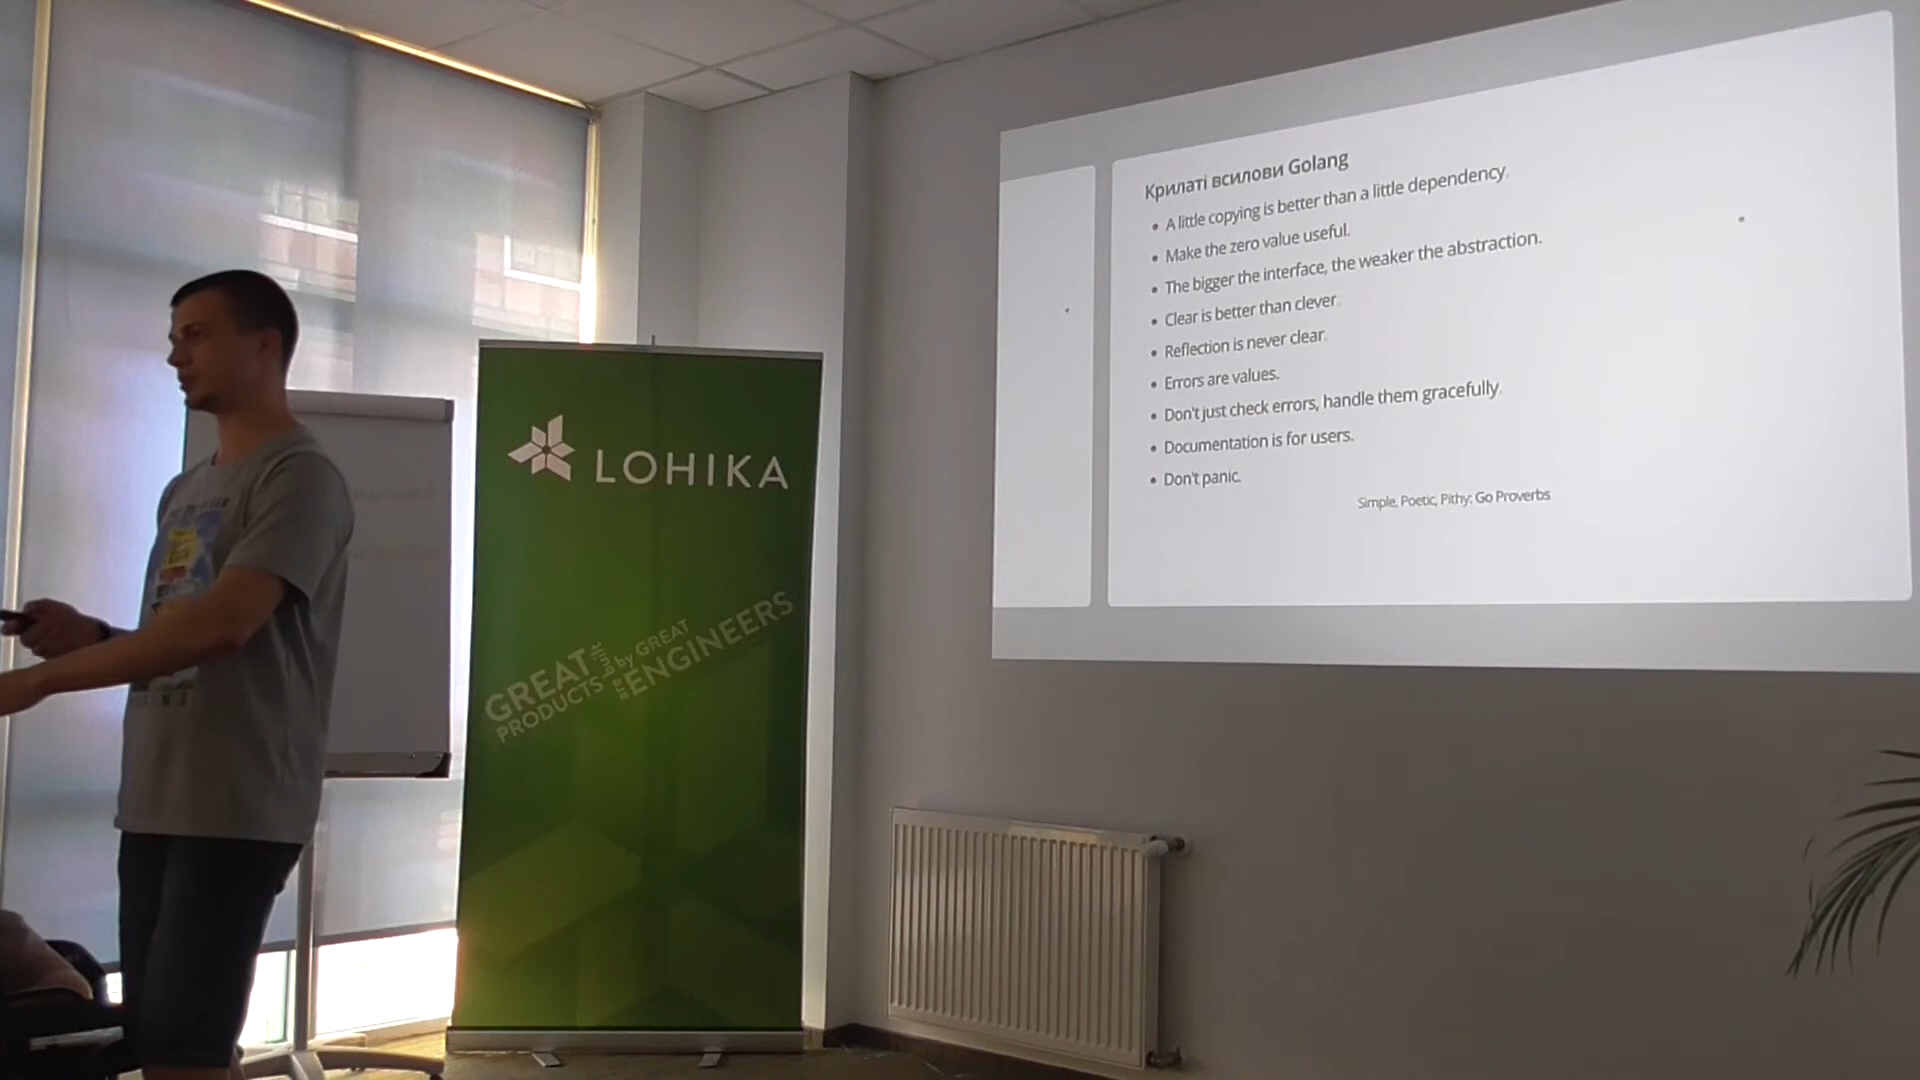 Крилаті всилови Golang
A little copying is better than a little dependency.
Make the zero value useful.
The bigger the interface, the weaker the abstraction.
Clear is better than clever.
Reflection is never clear.
Errors are values.
Don't just check errors, handle them gracefully.
Documentation is for users.
Don't panic.
Simple, Poetic, Pithy: Go Proverbs
LOHIKA
GREAT PRODUCTS
by GREAT ENGINEERS